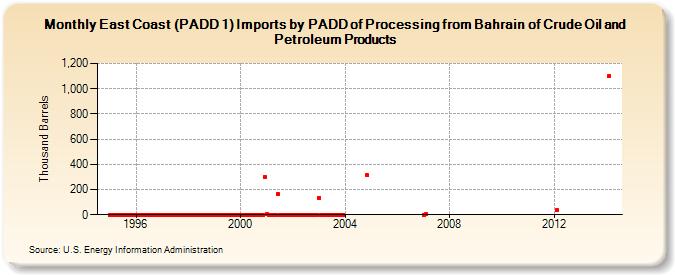 Monthly East Coast (PADD 1) Imports by PADD of Processing from Bahrain of Crude Oil and
Petroleum Products
Thousand Barrels
1,200
1,000
800
600
400
200
0
1996 2000 2004 2008 2012
Source: U.S. Energy Information Administration